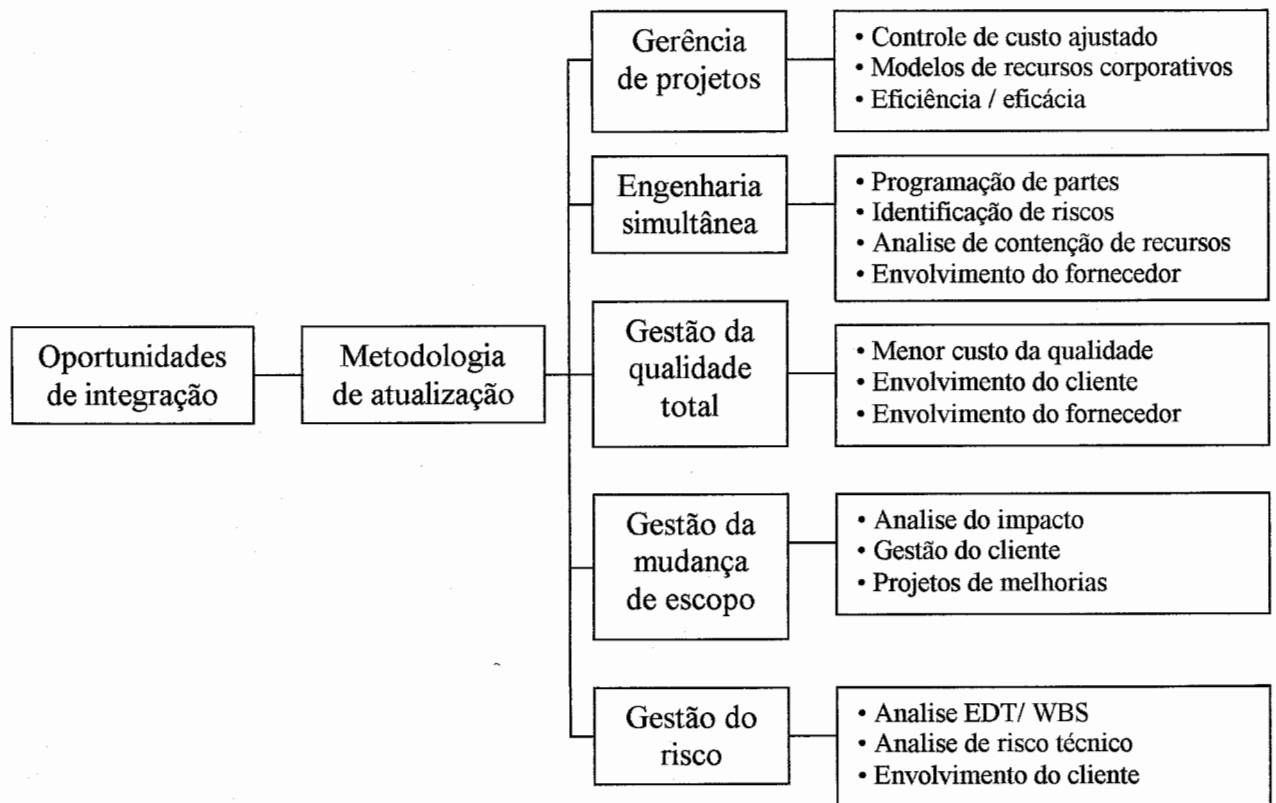 Oportunidades
de integração
Metodologia
de atualização
Gerência
de projetos
• Controle de custo ajustado
• Modelos de recursos corporativos
• Eficiência / eficácia
Engenharia
simultânea
• Programação de partes
• Identificação de riscos
• Analise de contenção de recursos
• Envolvimento do fornecedor
Gestão da
qualidade
total
• Menor custo da qualidade
• Envolvimento do cliente
• Envolvimento do fornecedor
Gestão da
mudança
de escopo
• Analise do impacto
• Gestão do cliente
• Projetos de melhorias
Gestão do
risco
• Analise EDT/ WBS
• Analise de risco técnico
• Envolvimento do cliente